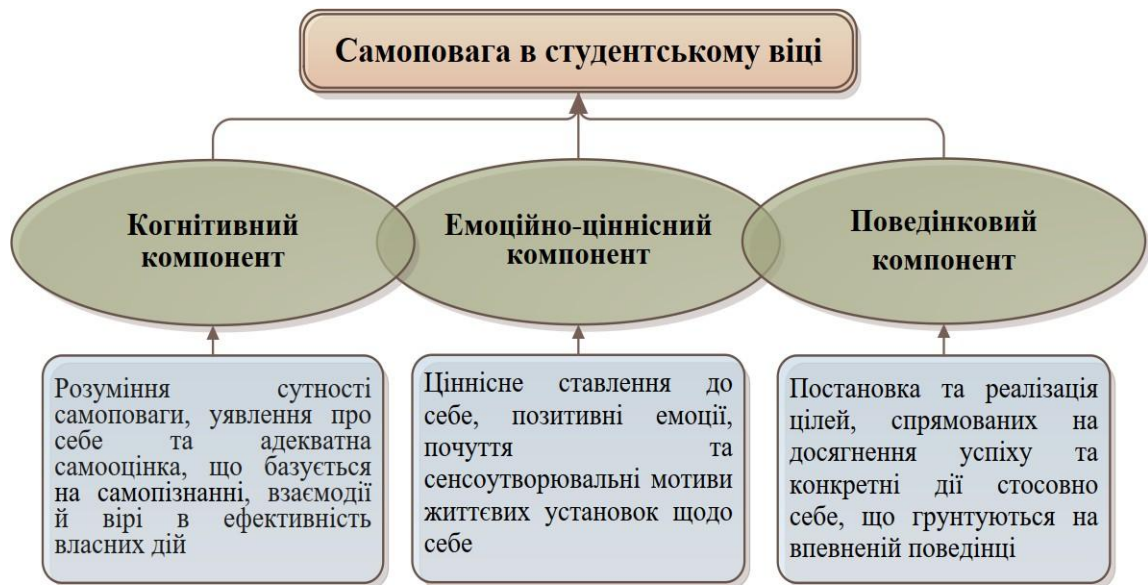 Самоповага в студентському віці
Когнітивний
компонент
Емоційно-ціннісний
компонент
Поведінковий
компонент
Розуміння сутності
самоповаги, уявлення про
себе та адекватна
самооцінка, що базується
на самопізнанні, взаємодії
й вірі в ефективність
власних дій
Ціннісне ставлення до
себе, позитивні емоції,
почуття та
сенсоутворювальні мотиви
життєвих установок щодо
себе
Постановка та реалізація
цілей, спрямованих на
досягнення успіху та
конкретні дії стосовно
себе, що грунтуються на
впевненій поведінці